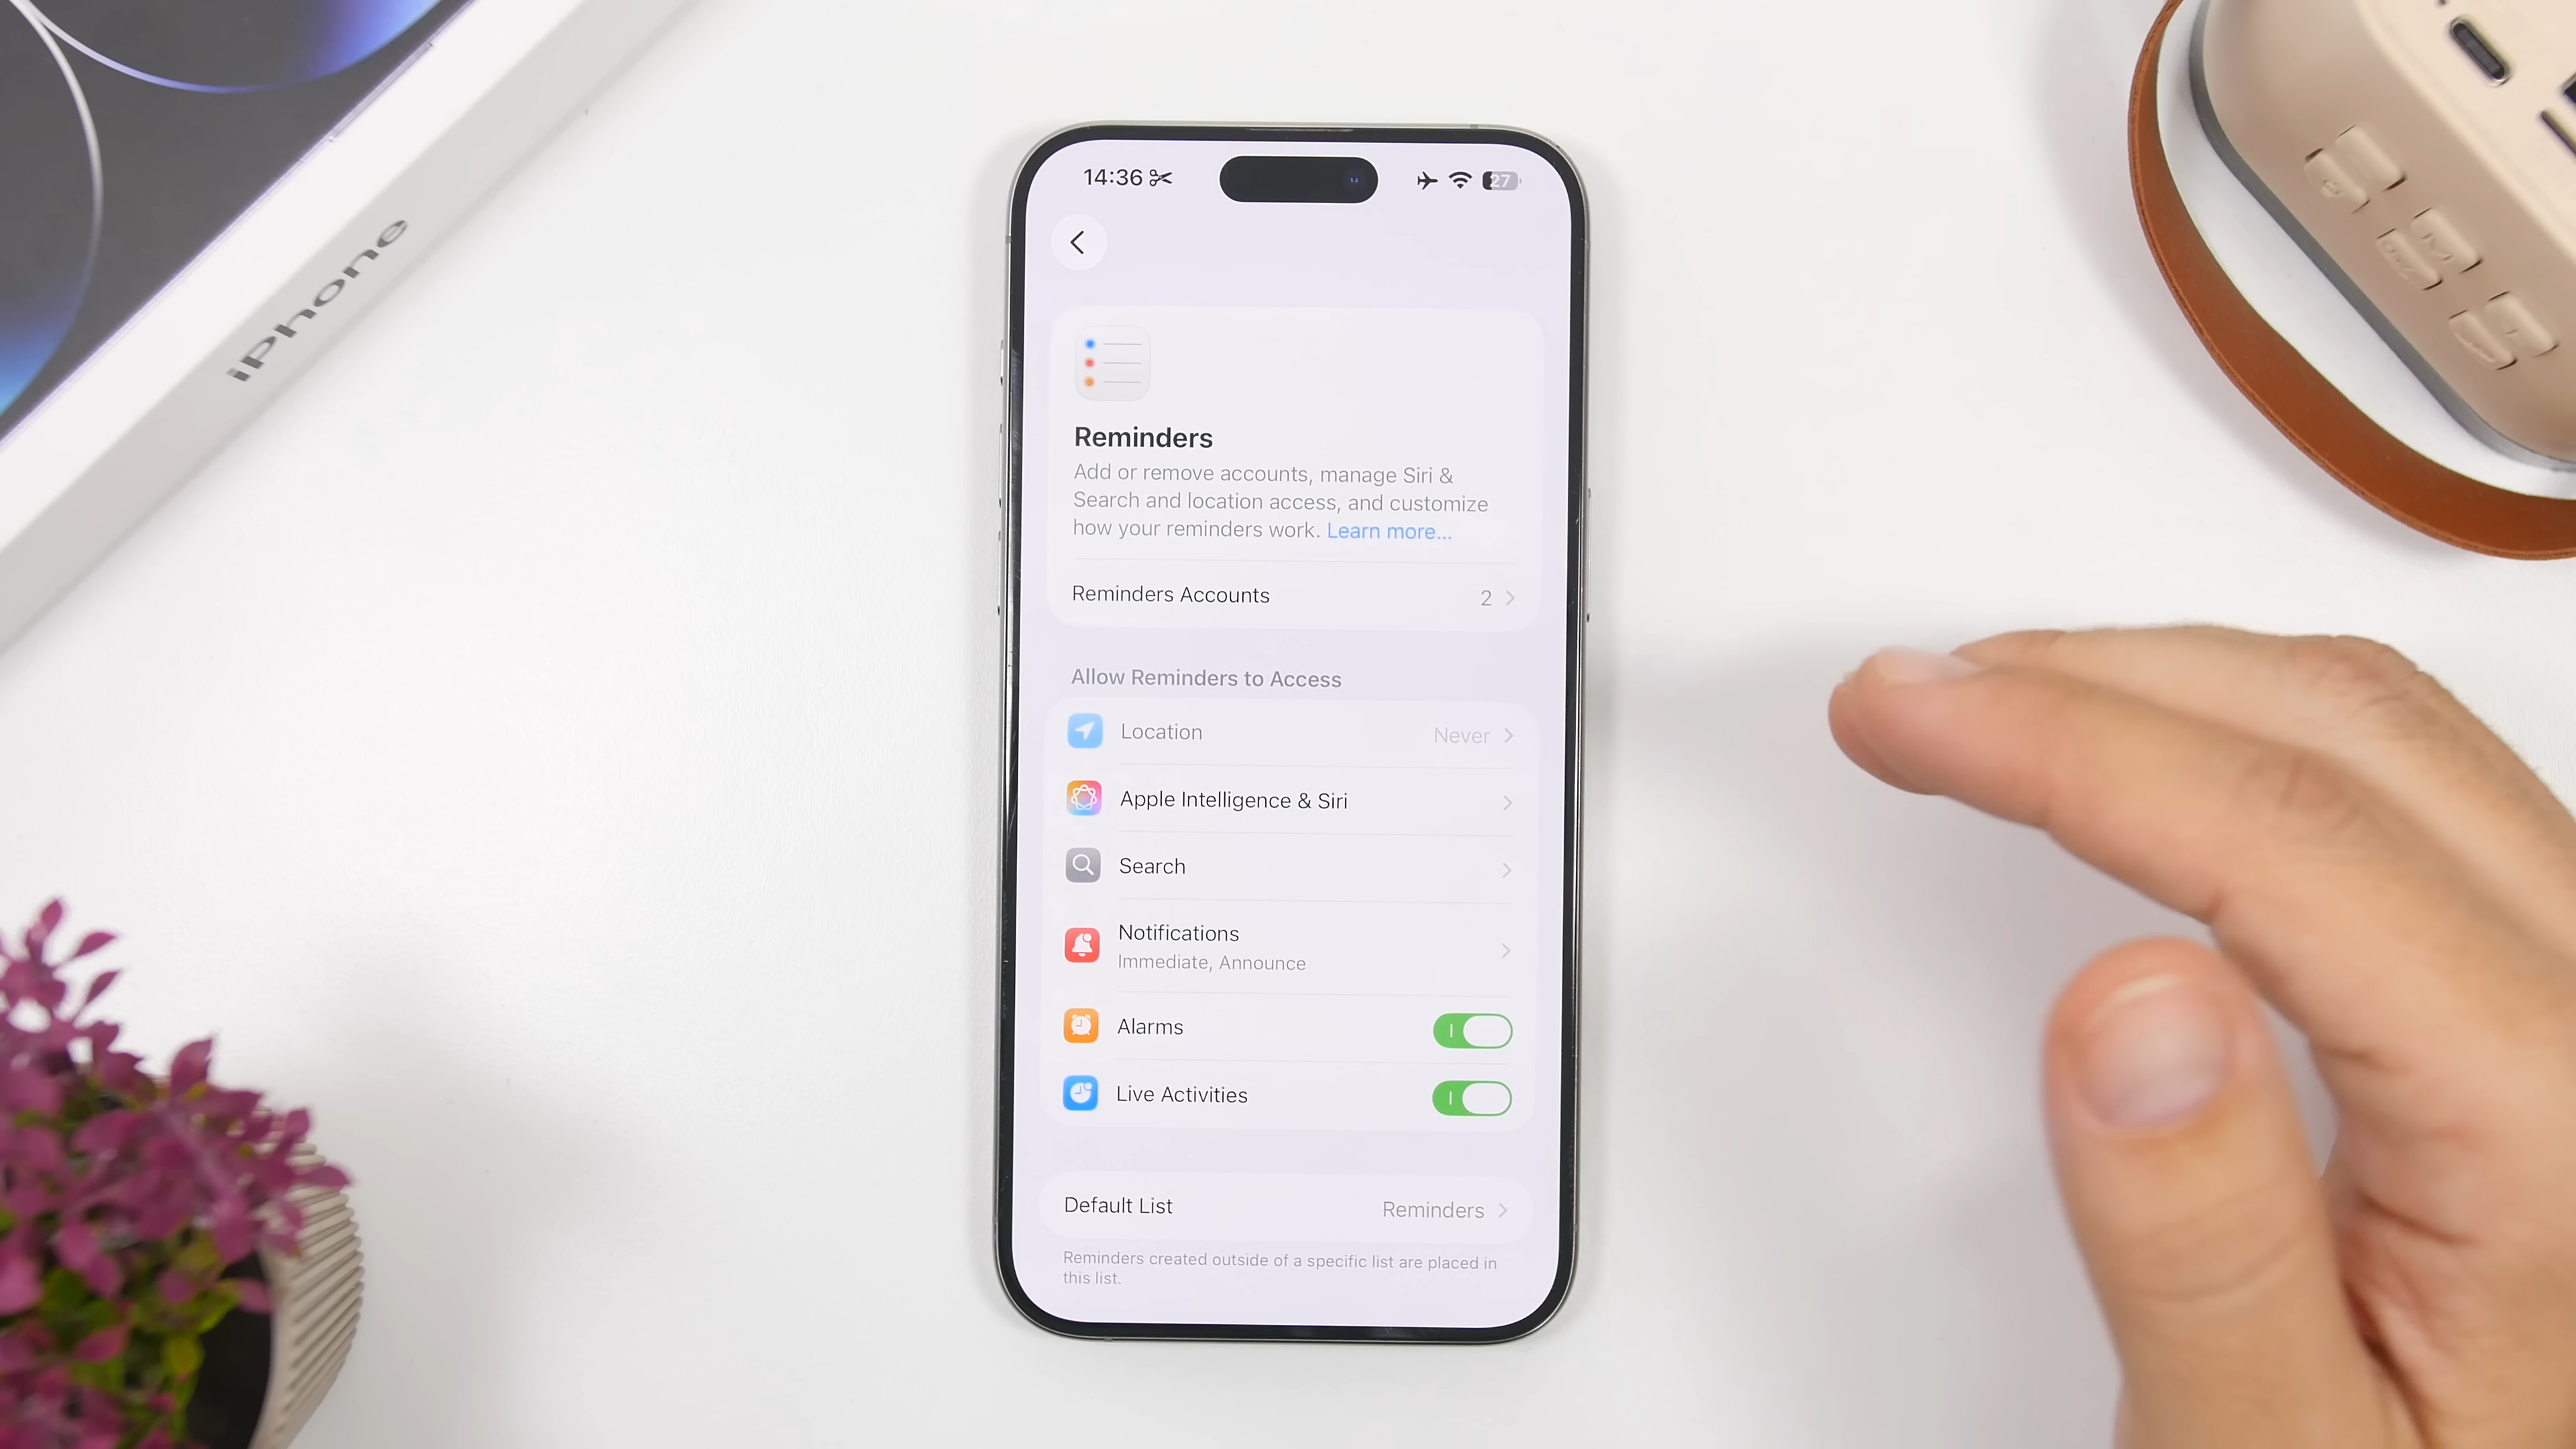 iPhone
14:36
27
Reminders
Add or remove accounts, manage Siri &
Search and location access, and customize
how your reminders work. Learn more...
Reminders Accounts 2
Allow Reminders to Access
Location Never
Apple Intelligence & Siri
Search
Notifications
Immediate, Announce
Alarms
Live Activities
Default List Reminders
Reminders created outside of a specific list are placed in
this list.